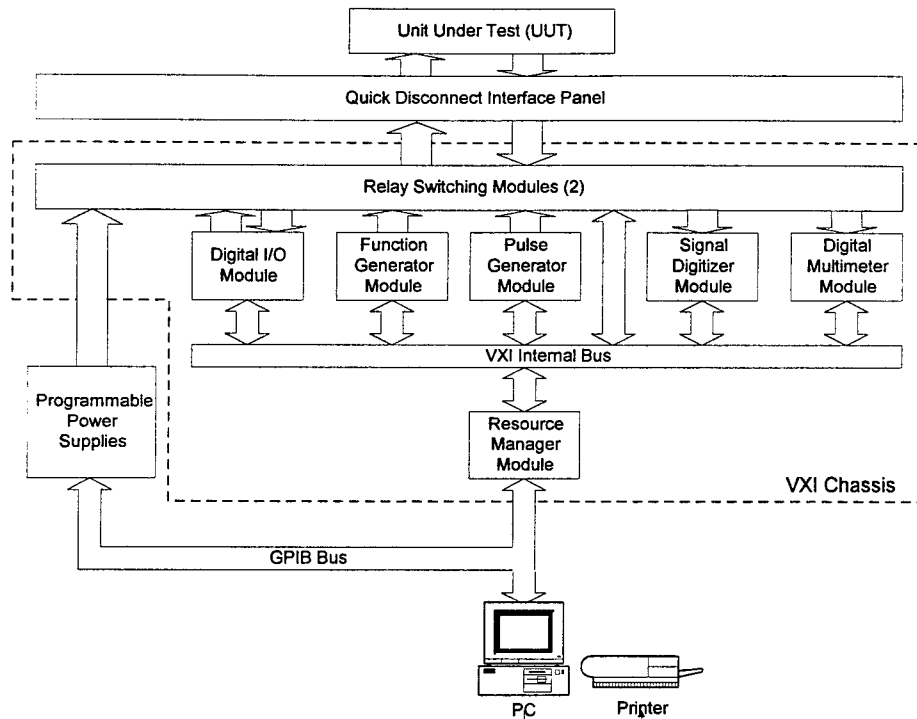 Unit Under Test (UUT)
Quick Disconnect Interface Panel
Relay Switching Modules (2)
Digital I/O
Module
Function
Generator
Module
Pulse
Generator
Module
Signal
Digitizer
Module
Digital
Multimeter
Module
VXI Internal Bus
Programmable
Power
Supplies
Resource
Manager
Module
VXI Chassis
GPIB Bus
PC
Printer